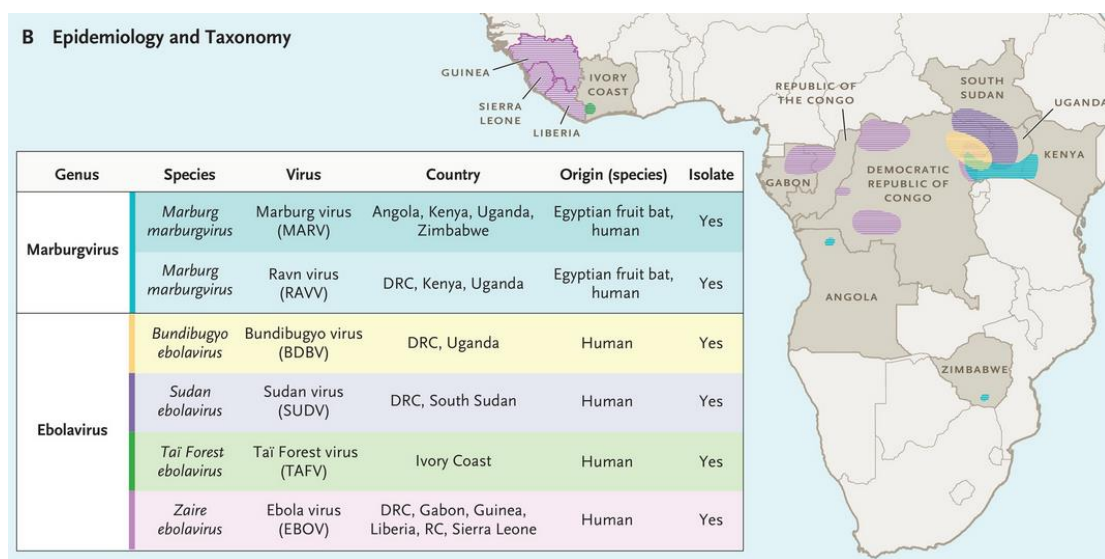 B Epidemiology and Taxonomy
GUINEA
SIERRA
LEONE
LIBERIA
IVORY
COAST
REPUBLIC OF
THE CONGO
SOUTH
SUDAN
UGANDA
KENYA
GABON
DEMOCRATIC
REPUBLIC OF
CONGO
ANGOLA
ZIMBABWE
Genus Species Virus Country Origin (species) Isolate
Marburgvirus
Marburg
marburgvirus
Marburg virus
(MARV)
Angola, Kenya, Uganda,
Zimbabwe
Egyptian fruit bat,
human
Yes
Marburg
marburgvirus
Ravn virus
(RAVV)
DRC, Kenya, Uganda
Egyptian fruit bat,
human
Yes
Ebolavirus
Bundibugyo
ebolavirus
Bundibugyo virus
(BDBV)
DRC, Uganda
Human
Yes
Sudan
ebolavirus
Sudan virus
(SUDV)
DRC, South Sudan
Human
Yes
Taï Forest
ebolavirus
Taï Forest virus
(TAFV)
Ivory Coast
Human
Yes
Zaire
ebolavirus
Ebola virus
(EBOV)
DRC, Gabon, Guinea,
Liberia, RC, Sierra Leone
Human
Yes